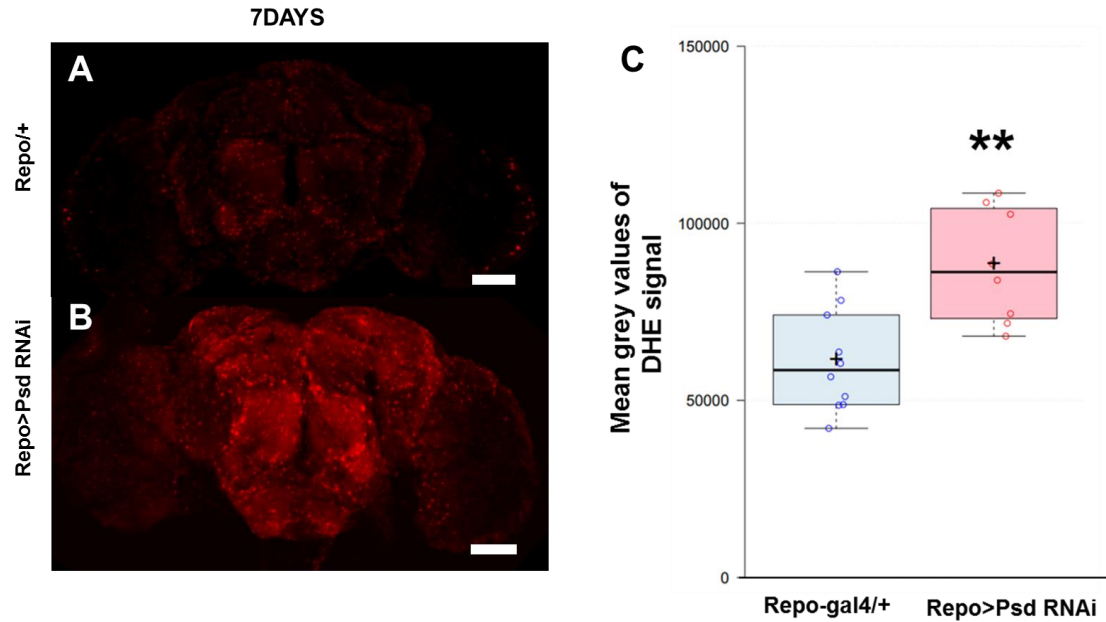 7DAYS
A
Repo/+
B
Repo>Psd RNAi
C
150000
100000
50000
0
Mean grey values of
DHE signal
**
Repo-gal4/+
Repo>Psd RNAi